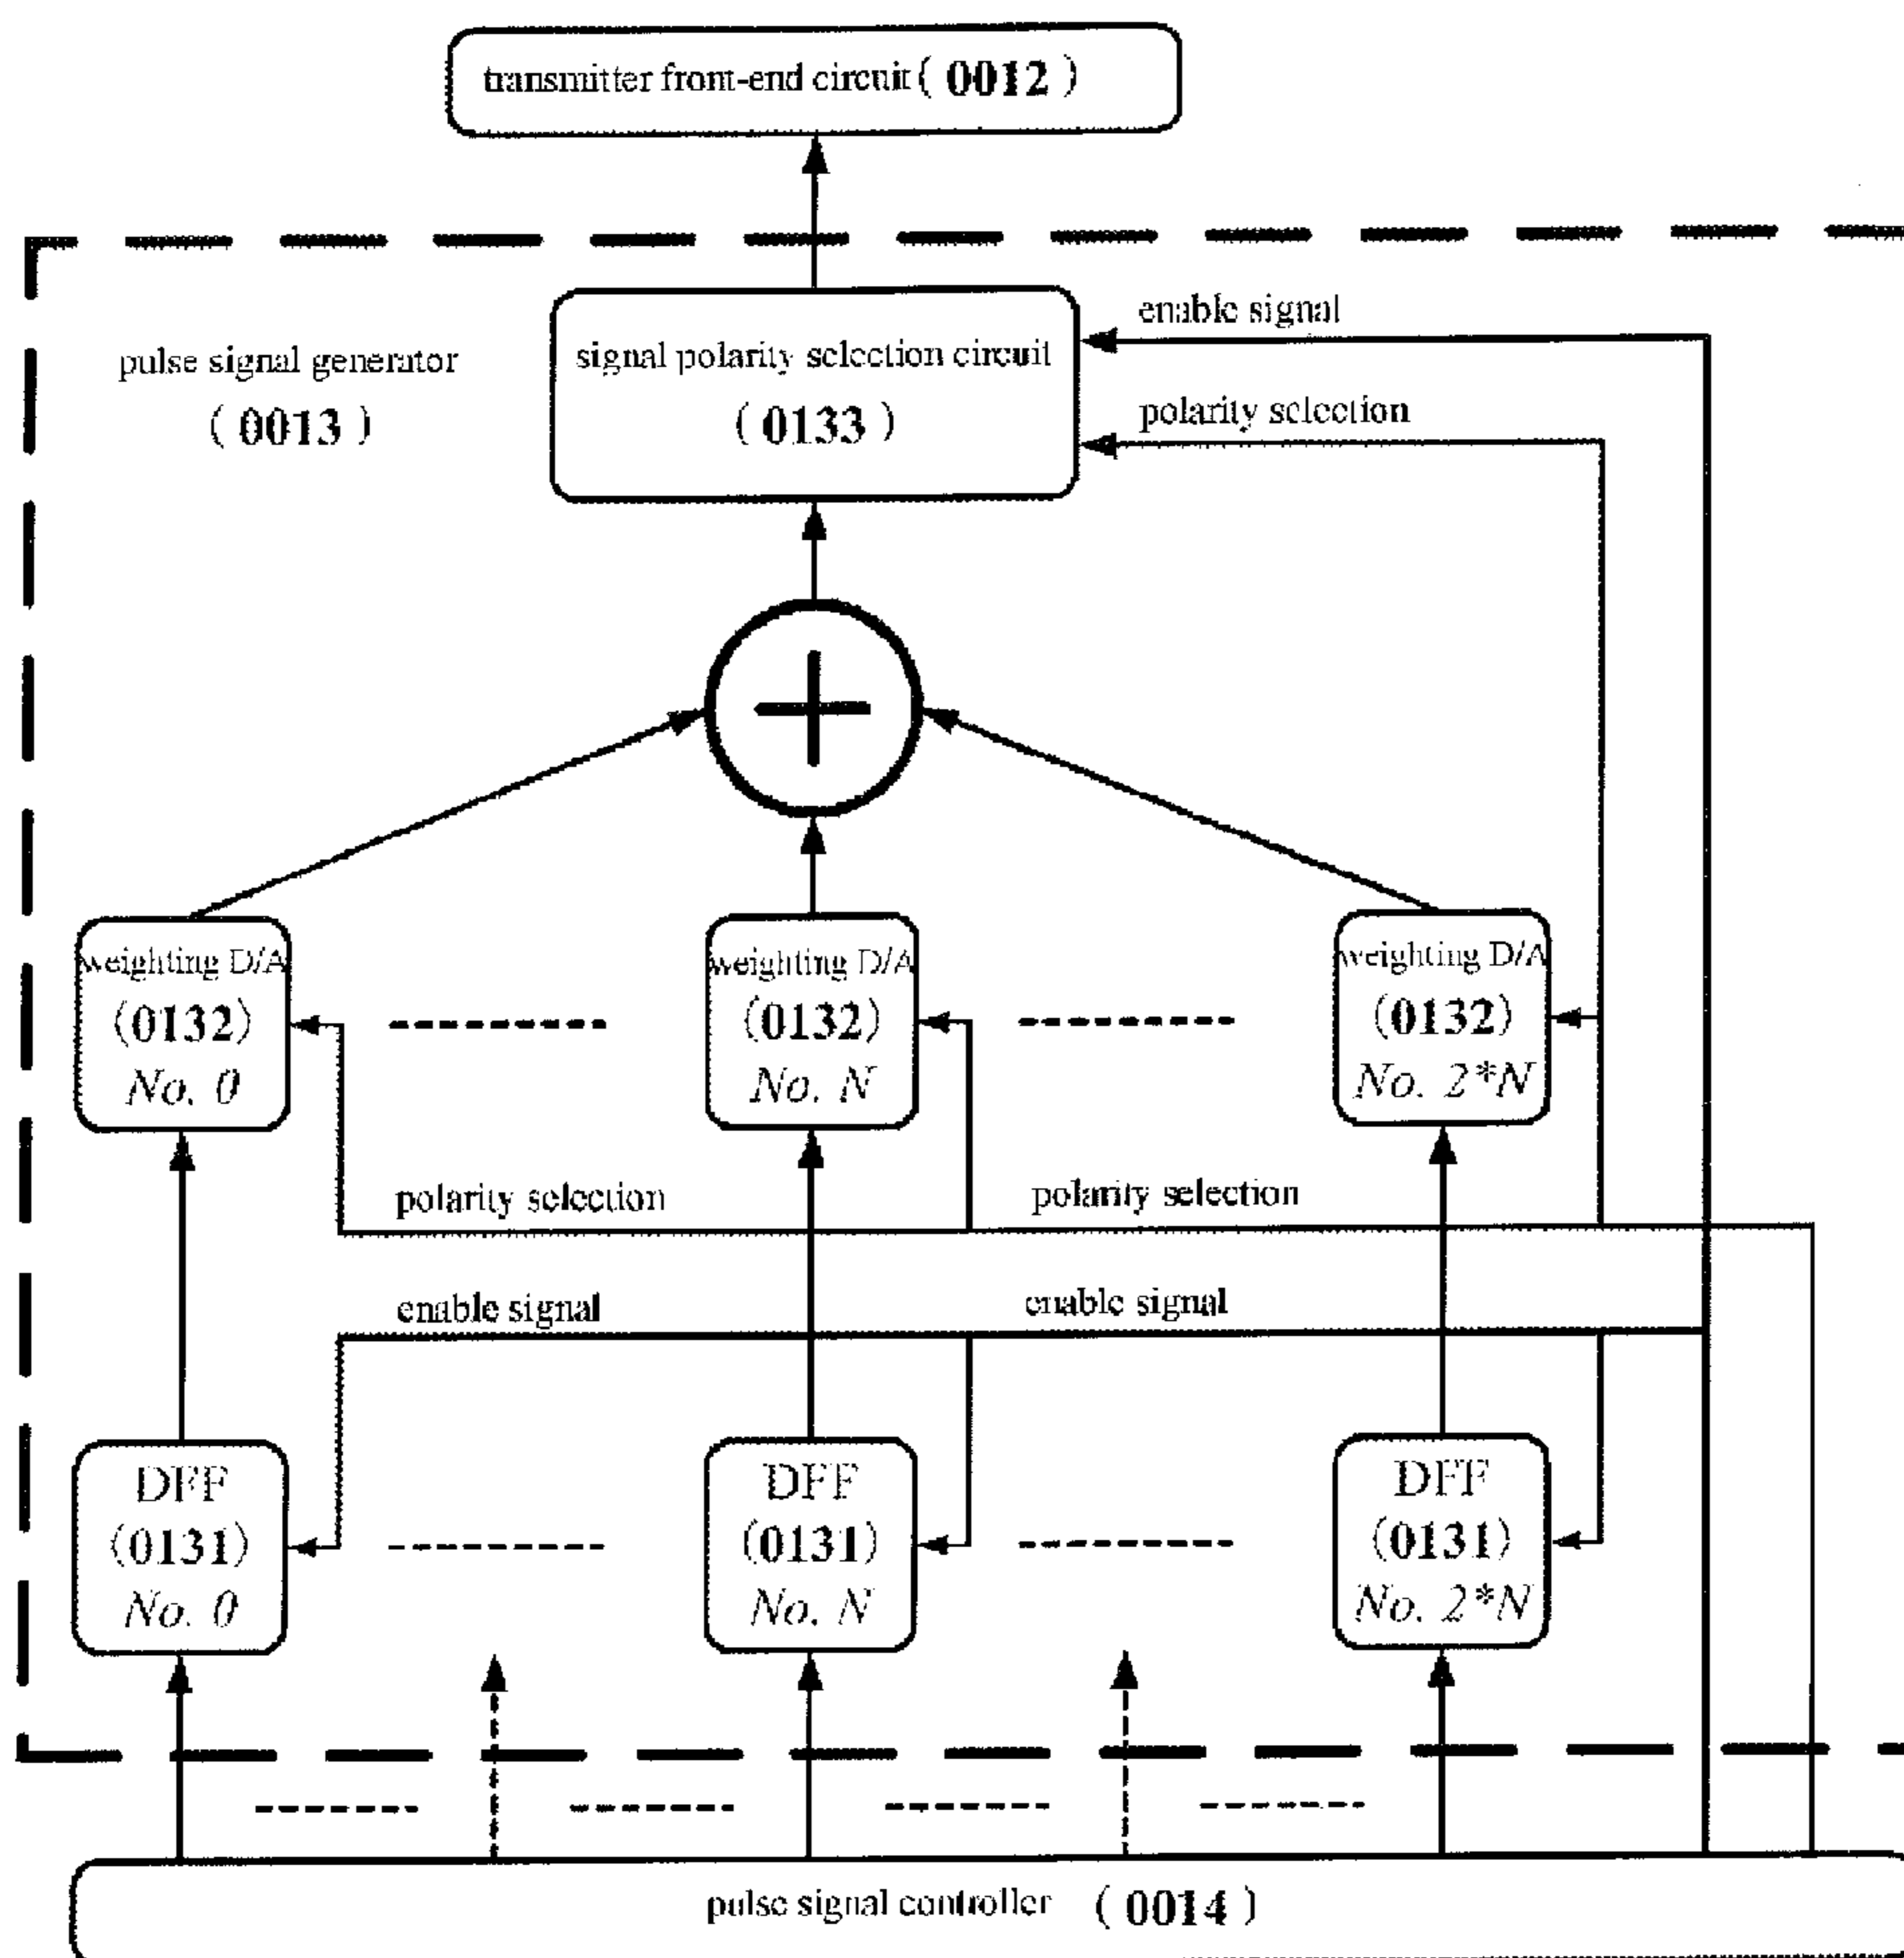 transmitter front-end circuit ( 0012 )
enable signal
pulse signal generator
( 0013 )
signal polarity selection circuit
( 0133 )
polarity selection
weighting D/A
(0132)
No. 0
weighting D/A
(0132)
No. N
weighting D/A
(0132)
No. 2*N
polarity selection
polarity selection
enable signal
enable signal
DFF
(0131)
No. 0
DFF
(0131)
No. N
DFF
(0131)
No. 2*N
pulse signal controller ( 0014 )